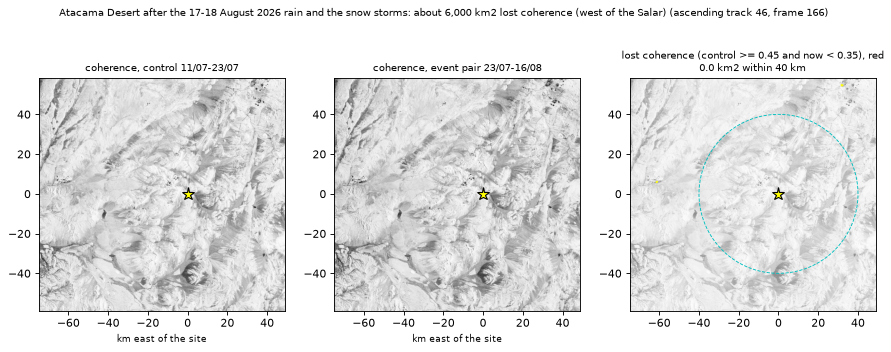 Atacama Desert after the 17-18 August 2026 rain and the snow storms: about 6,000 km2 lost coherence (west of the Salar) (ascending track 46, frame 166)
coherence, control 11/07-23/07
40
20
0
−20
−40
−60 −40 −20 0 20 40
km east of the site
coherence, event pair 23/07-16/08
40
20
0
−20
−40
−60 −40 −20 0 20 40
km east of the site
lost coherence (control >= 0.45 and now < 0.35), red
0.0 km2 within 40 km
40
20
0
−20
−40
−60 −40 −20 0 20 40